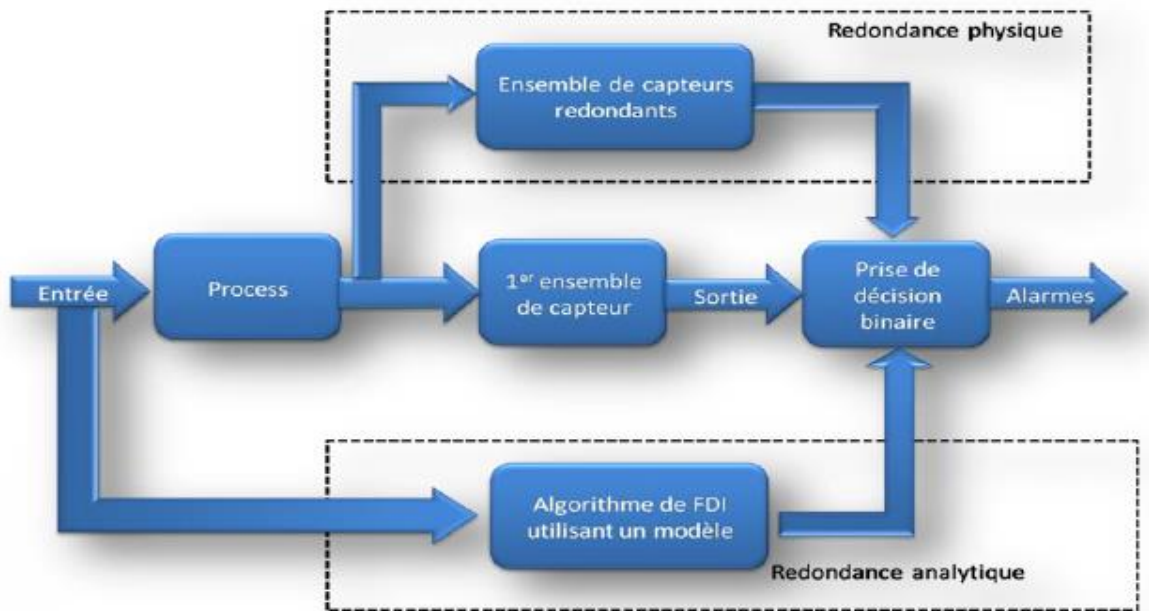 Redondance physique
Ensemble de capteurs
redondants
Entrée
Process
1er ensemble
de capteur
Sortie
Prise de
décision
binaire
Alarmes
Algorithme de FDI
utilisant un modèle
Redondance analytique